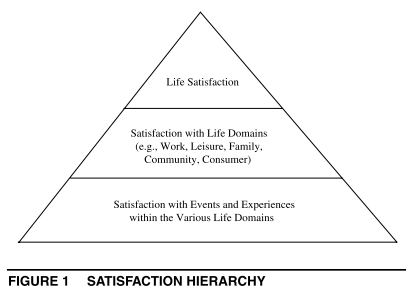 Life Satisfaction
Satisfaction with Life Domains
(e.g., Work, Leisure, Family,
Community, Consumer)
Satisfaction with Events and Experiences
within the Various Life Domains
FIGURE 1 SATISFACTION HIERARCHY